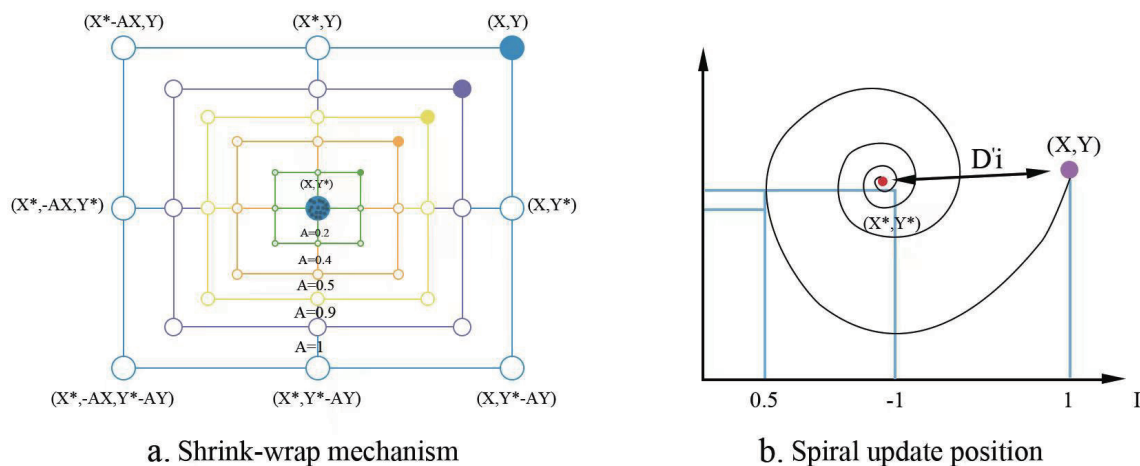 (X*-AX,Y) (X*,Y) (X,Y)
(X,Y*)
(X*,-AX,Y*) (X,Y*)
A=0.2
A=0.4
A=0.5
A=0.9
A=1
(X*,-AX,Y*-AY) (X*,Y*-AY) (X,Y*-AY)
a. Shrink-wrap mechanism
(X,Y)
D'i
(X*,Y*)
0.5 -1 1 I
b. Spiral update position